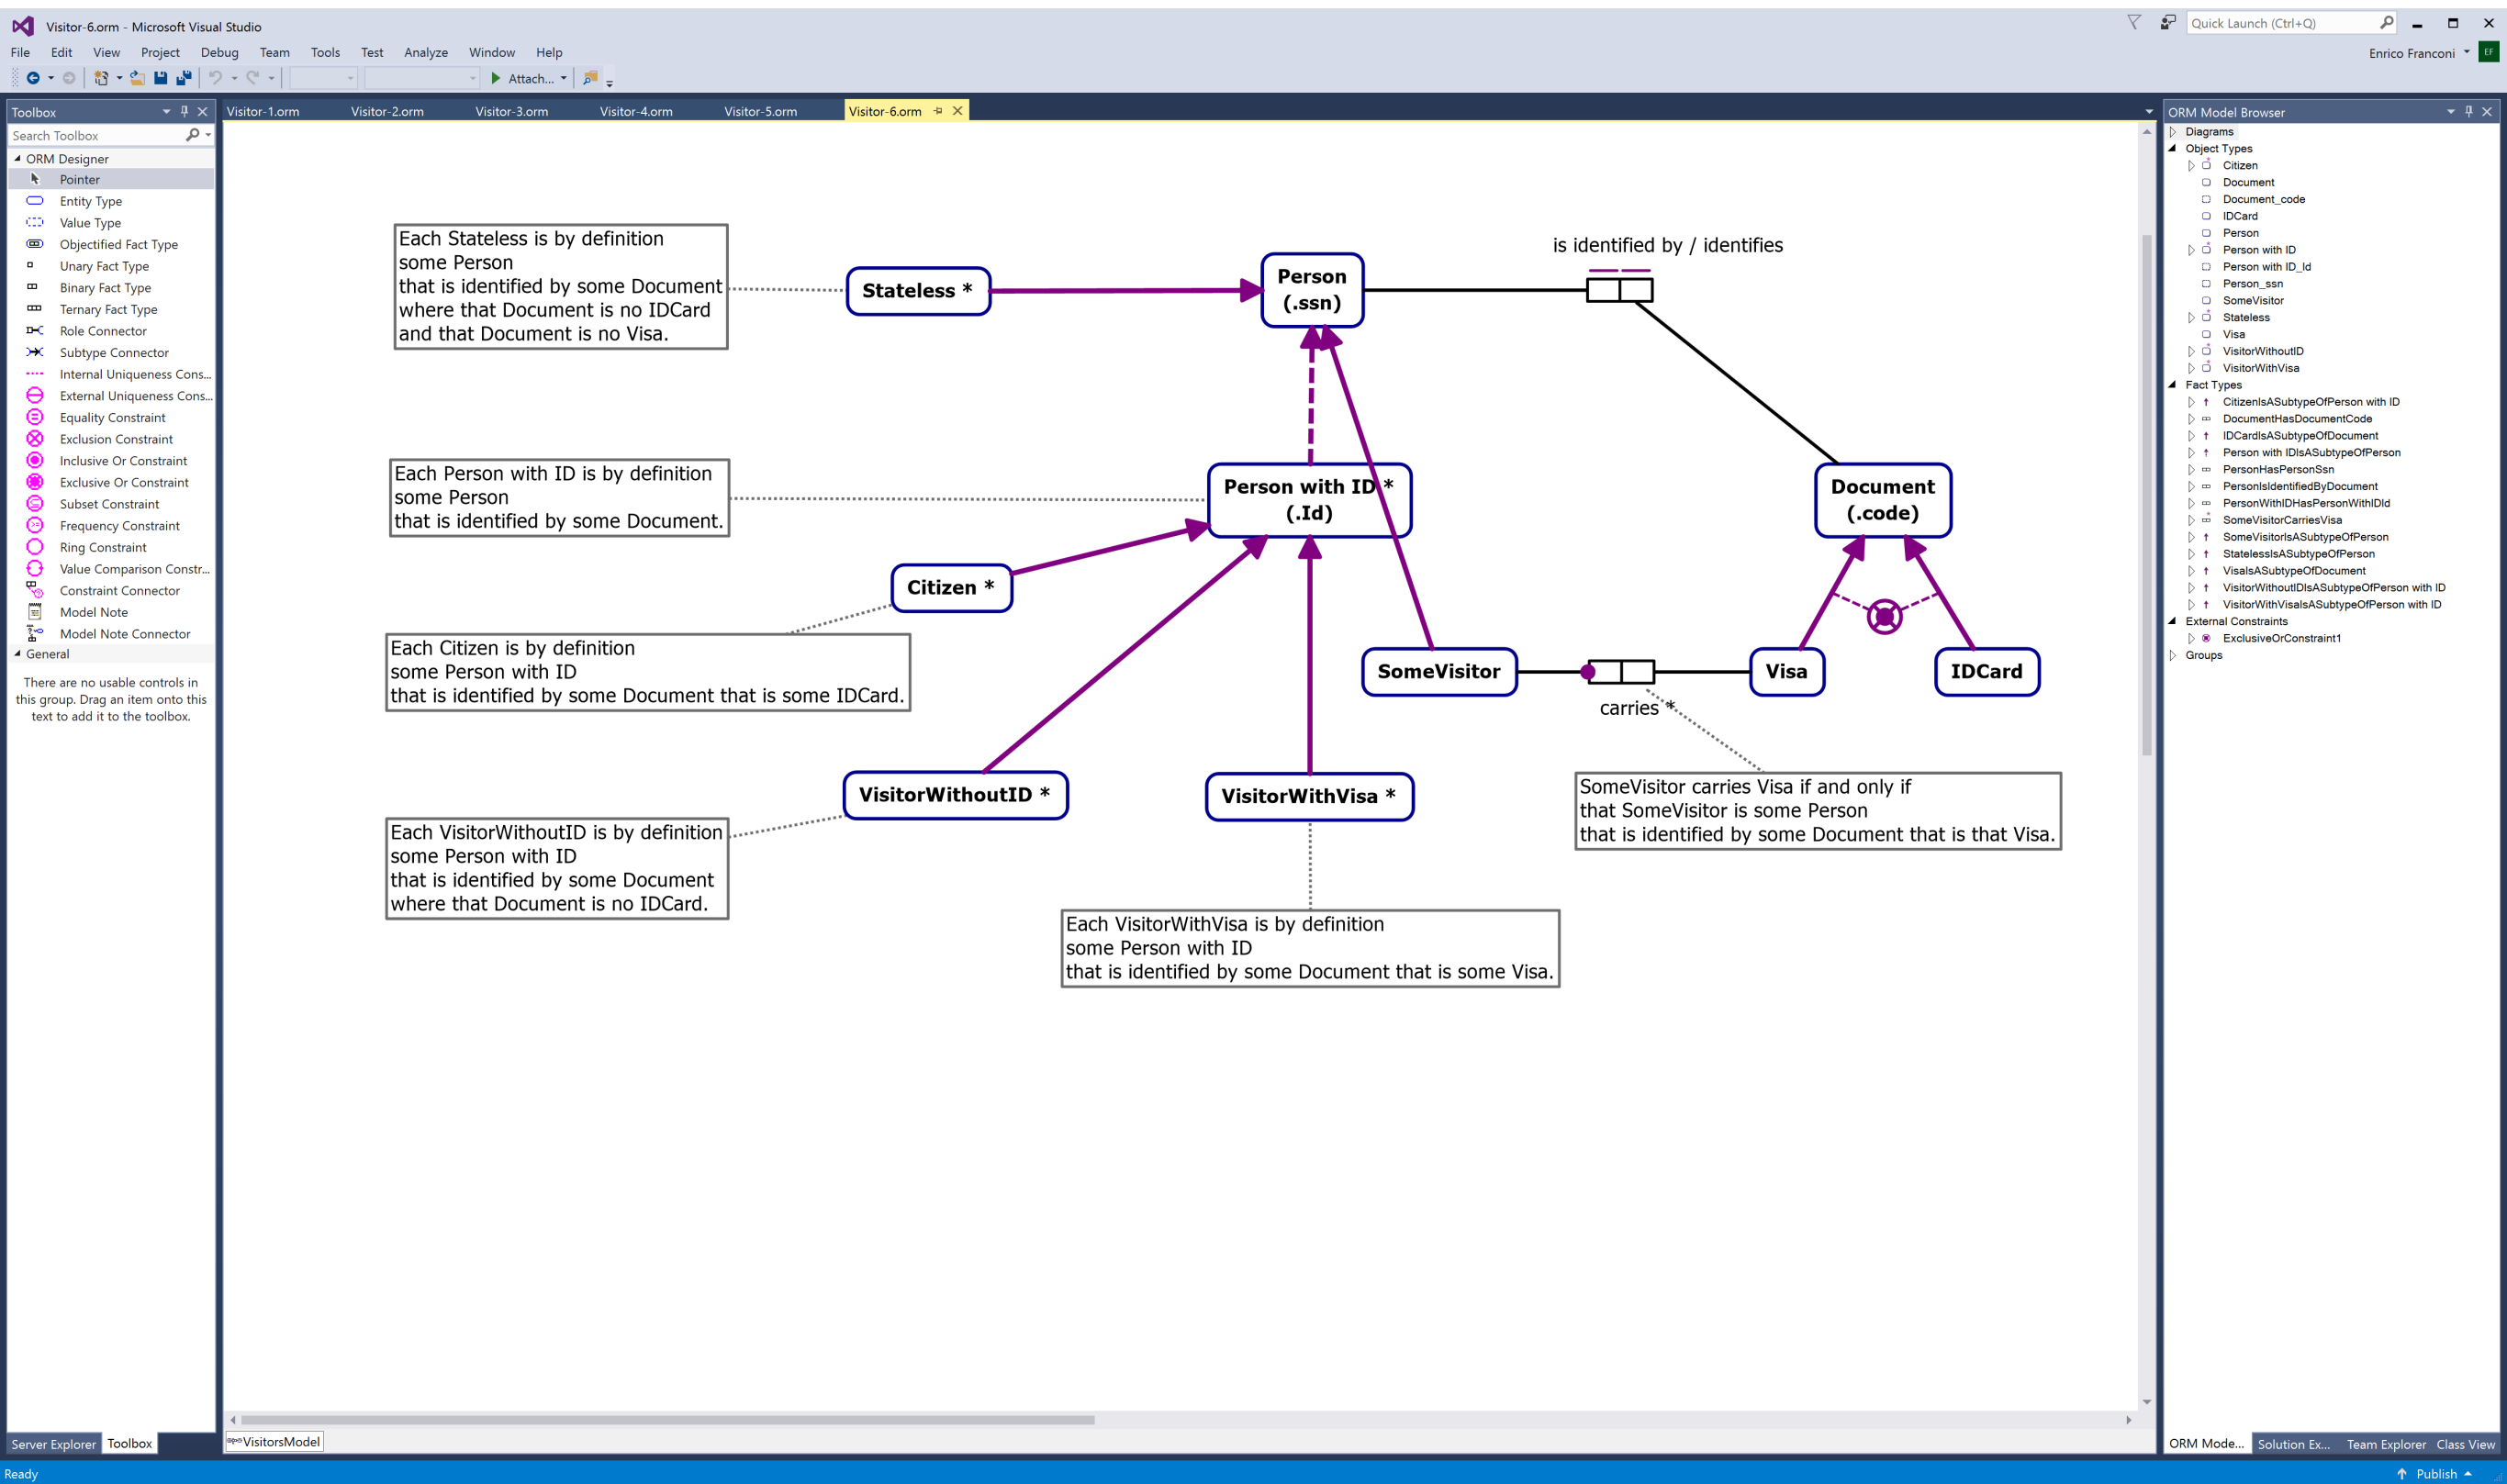 Visitor-6.orm - Microsoft Visual Studio
Quick Launch (Ctrl+Q)
File Edit View Project Debug Team Tools Test Analyze Window Help
Enrico Franconi EF
Attach...
Toolbox
Search Toolbox
ORM Designer
Pointer
Entity Type
Value Type
Objectified Fact Type
Unary Fact Type
Binary Fact Type
Ternary Fact Type
Role Connector
Subtype Connector
Internal Uniqueness Cons...
External Uniqueness Cons...
Equality Constraint
Exclusion Constraint
Inclusive Or Constraint
Exclusive Or Constraint
Subset Constraint
Frequency Constraint
Ring Constraint
Value Comparison Constr...
Constraint Connector
Model Note
Model Note Connector
General
There are no usable controls in
this group. Drag an item onto this
text to add it to the toolbox.
Server Explorer Toolbox
Visitor-1.orm Visitor-2.orm Visitor-3.orm Visitor-4.orm Visitor-5.orm Visitor-6.orm
Each Stateless is by definition
some Person
that is identified by some Document
where that Document is no IDCard
and that Document is no Visa.
Stateless *
Person
(.ssn)
is identified by / identifies
Each Person with ID is by definition
some Person
that is identified by some Document.
Person with ID *
(.Id)
Document
(.code)
Citizen *
Each Citizen is by definition
some Person with ID
that is identified by some Document that is some IDCard.
SomeVisitor
carries *
Visa
IDCard
VisitorWithoutID *
VisitorWithVisa *
SomeVisitor carries Visa if and only if
that SomeVisitor is some Person
that is identified by some Document that is that Visa.
Each VisitorWithoutID is by definition
some Person with ID
that is identified by some Document
where that Document is no IDCard.
Each VisitorWithVisa is by definition
some Person with ID
that is identified by some Document that is some Visa.
VisitorsModel
ORM Model Browser
Diagrams
Object Types
Citizen
Document
Document_code
IDCard
Person
Person with ID
Person with ID_Id
Person_ssn
SomeVisitor
Stateless
Visa
VisitorWithoutID
VisitorWithVisa
Fact Types
CitizenIsASubtypeOfPerson with ID
DocumentHasDocumentCode
IDCardIsASubtypeOfDocument
Person with IDIsASubtypeOfPerson
PersonHasPersonSsn
PersonIsIdentifiedByDocument
PersonWithIDHasPersonWithIDId
SomeVisitorCarriesVisa
SomeVisitorIsASubtypeOfPerson
StatelessIsASubtypeOfPerson
VisaIsASubtypeOfDocument
VisitorWithoutIDIsASubtypeOfPerson with ID
VisitorWithVisaIsASubtypeOfPerson with ID
External Constraints
ExclusiveOrConstraint1
Groups
ORM Mode... Solution Ex... Team Explorer Class View
Ready
Publish